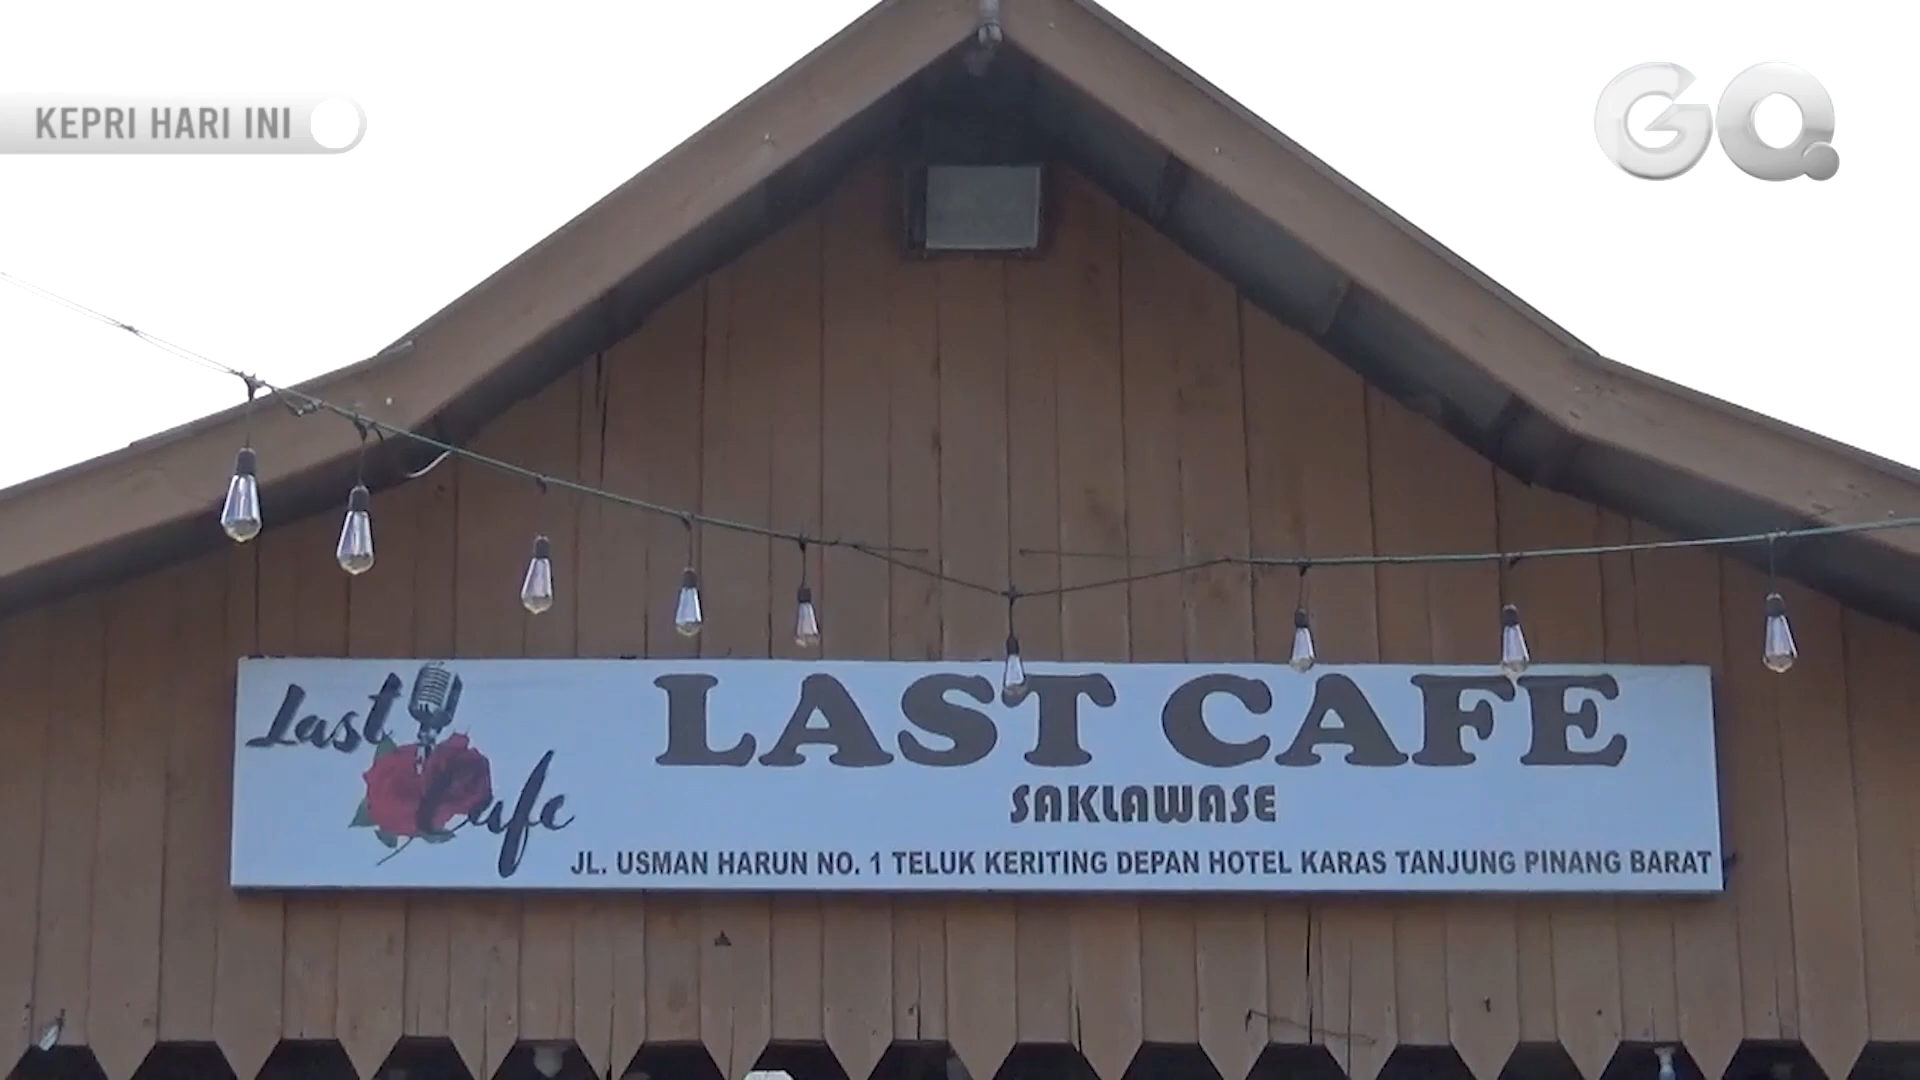 KEPRI HARI INI
GQ
Last
Cafe
LAST CAFE
SAKLAWASE
JL. USMAN HARUN NO. 1 TELUK KERITING DEPAN HOTEL KARAS TANJUNG PINANG BARAT